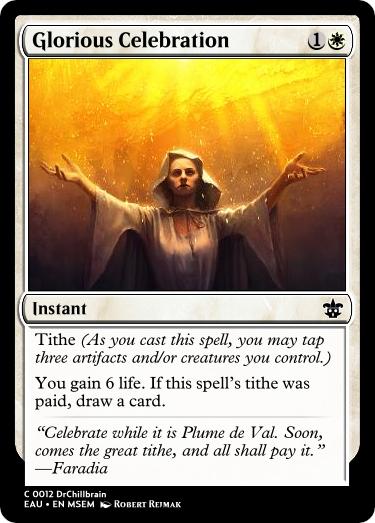 Glorious Celebration 1
Instant
Tithe (As you cast this spell, you may tap
three artifacts and/or creatures you control.)
You gain 6 life. If this spell's tithe was
paid, draw a card.
"Celebrate while it is Plume de Val. Soon,
comes the great tithe, and all shall pay it."
—Faradia
C 0012 DrChillbrain
EAU • EN MSEM Robert Rejmak